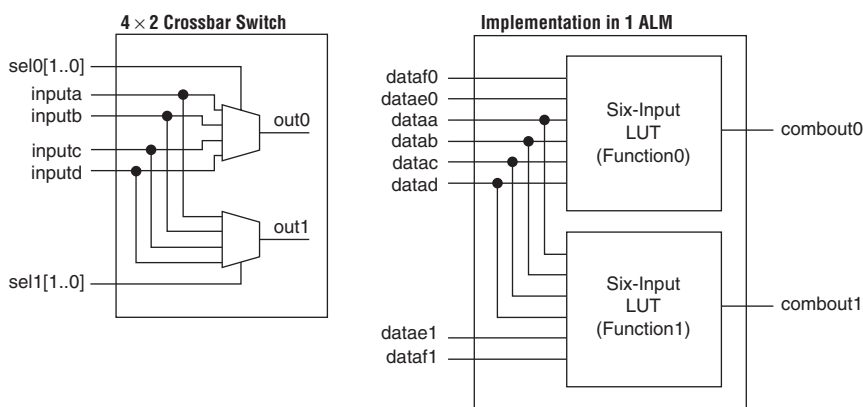 4 × 2 Crossbar Switch
sel0[1..0]
inputa
inputb
inputc
inputd
out0
out1
sel1[1..0]
Implementation in 1 ALM
dataf0
datae0
dataa
datab
datac
datad
Six-Input
LUT
(Function0)
combout0
Six-Input
LUT
(Function1)
combout1
datae1
dataf1